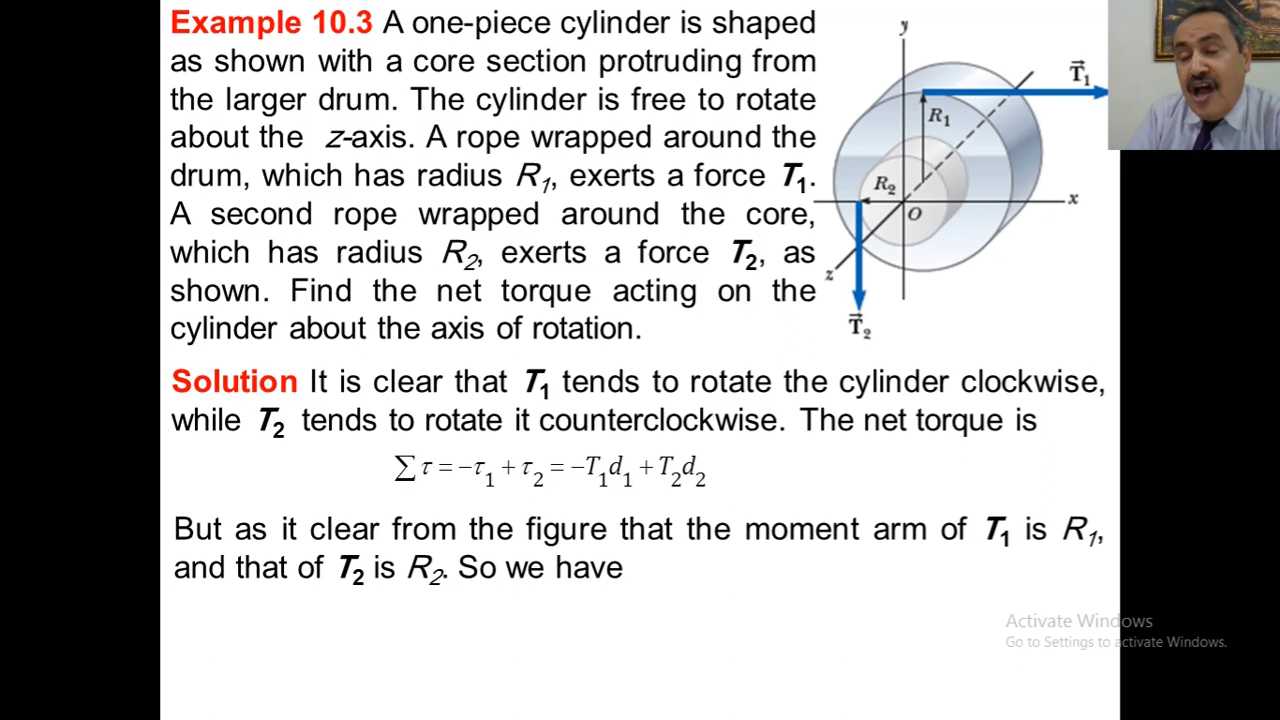 Example 10.3 A one-piece cylinder is shaped
as shown with a core section protruding from
the larger drum. The cylinder is free to rotate
about the z-axis. A rope wrapped around the
drum, which has radius R1, exerts a force T1.
A second rope wrapped around the core,
which has radius R2, exerts a force T2, as
shown. Find the net torque acting on the
cylinder about the axis of rotation.
y
T⃗1
R1
R2
x
O
z
T⃗2
Solution It is clear that T1 tends to rotate the cylinder clockwise,
while T2 tends to rotate it counterclockwise. The net torque is
∑τ = −τ1 + τ2 = −T1d1 + T2d2
But as it clear from the figure that the moment arm of T1 is R1,
and that of T2 is R2. So we have
Activate Windows
Go to Settings to activate Windows.